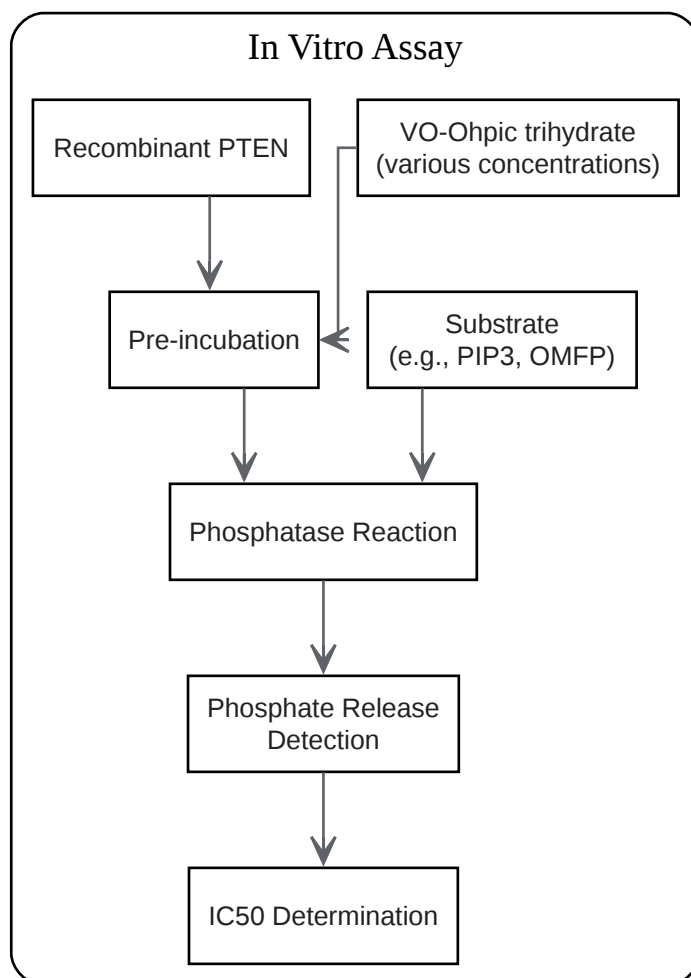 In Vitro Assay
Recombinant PTEN
VO-Ohpic trihydrate
(various concentrations)
Pre-incubation
Substrate
(e.g., PIP3, OMFP)
Phosphatase Reaction
Phosphate Release
Detection
IC50 Determination